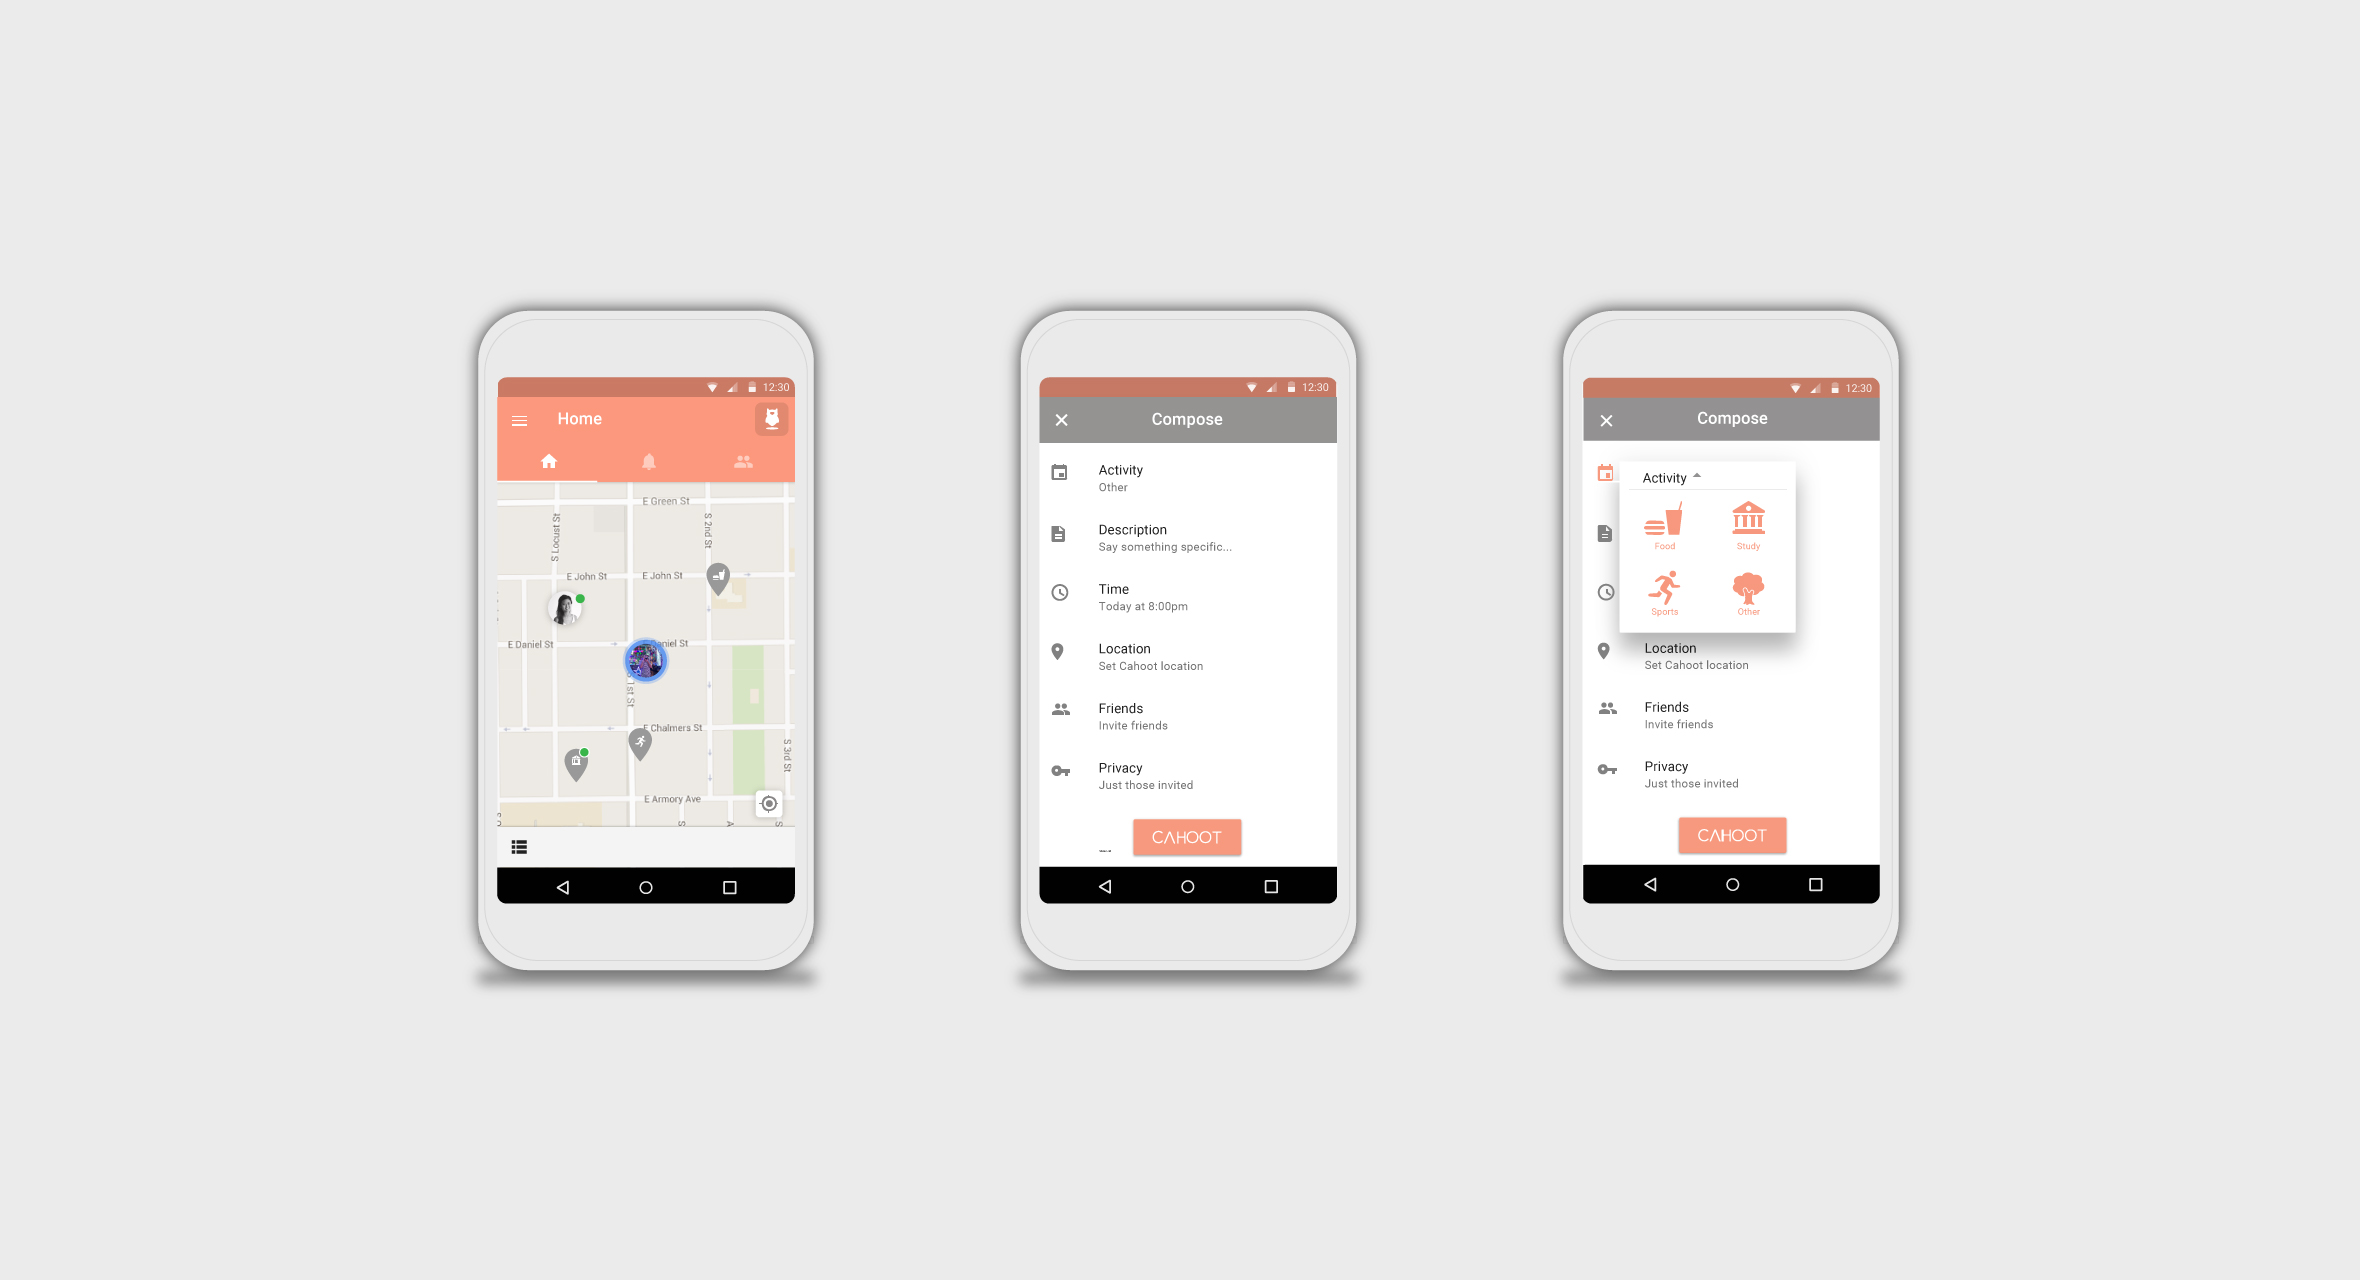 12:30
Home
E Green St
S Locust St
S 2nd St
E John St
E John St
E Daniel St
Daniel St
S 1st St
E Chalmers St
S 3rd St
E Armory Ave
S
A
S
12:30
Compose
Activity
Other
Description
Say something specific...
Time
Today at 8:00pm
Location
Set Cahoot location
Friends
Invite friends
Privacy
Just those invited
CAHOOT
12:30
Compose
Activity
Food
Study
Sports
Other
Location
Set Cahoot location
Friends
Invite friends
Privacy
Just those invited
CAHOOT